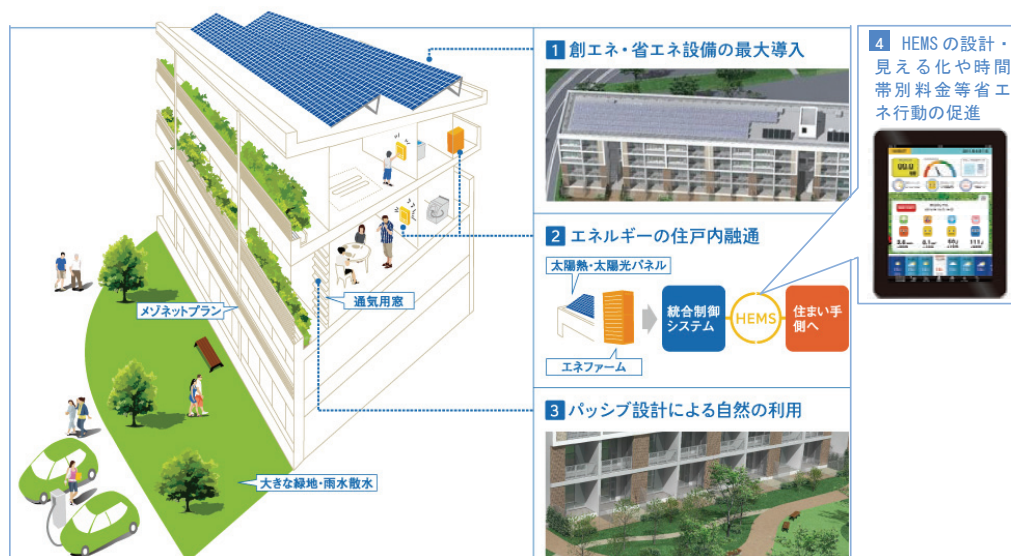 1 創エネ・省エネ設備の最大導入
4 HEMSの設計・
見える化や時間
帯別料金等省エ
ネ行動の促進
2 エネルギーの住戸内融通
太陽熱・太陽光パネル
統合制御
システム
HEMS
住まい手
側へ
エネファーム
3 パッシブ設計による自然の利用
通気用窓
メゾネットプラン
大きな緑地・雨水散水
00.0